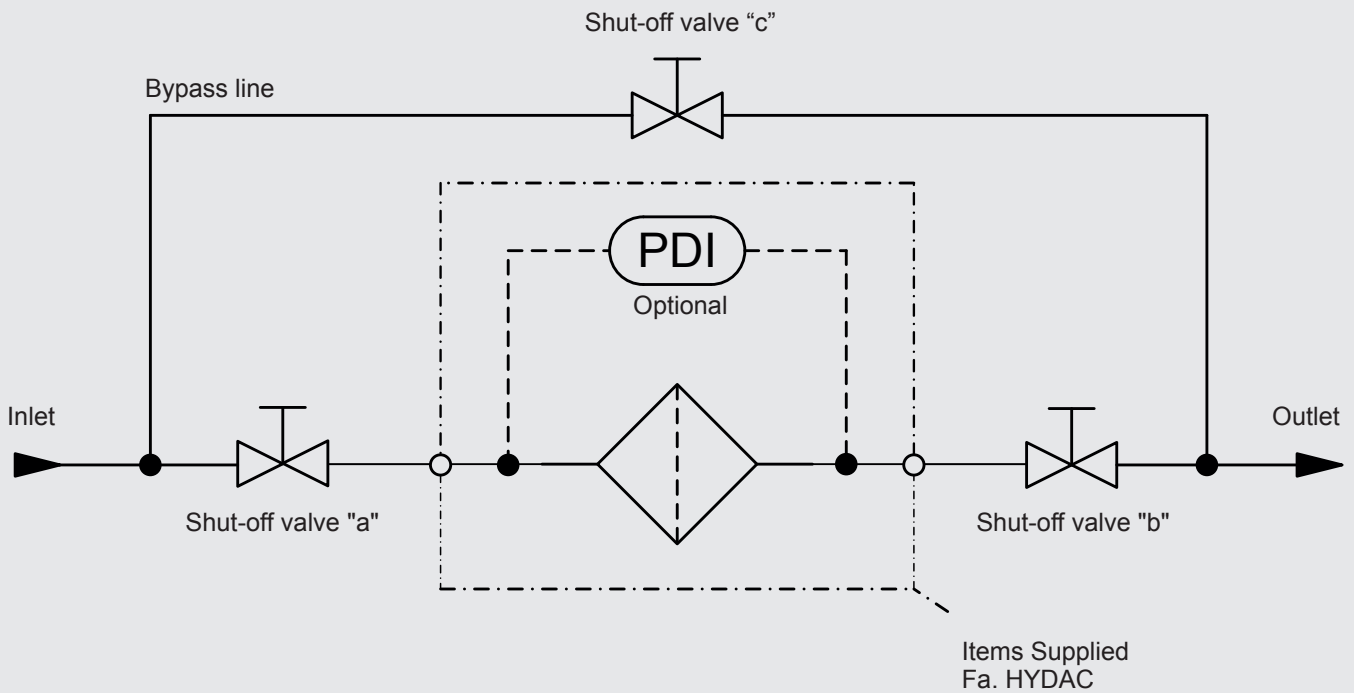 Shut-off valve “c”
Bypass line
PDI
Optional
Inlet
Outlet
Shut-off valve "a"
Shut-off valve "b"
Items Supplied
Fa. HYDAC